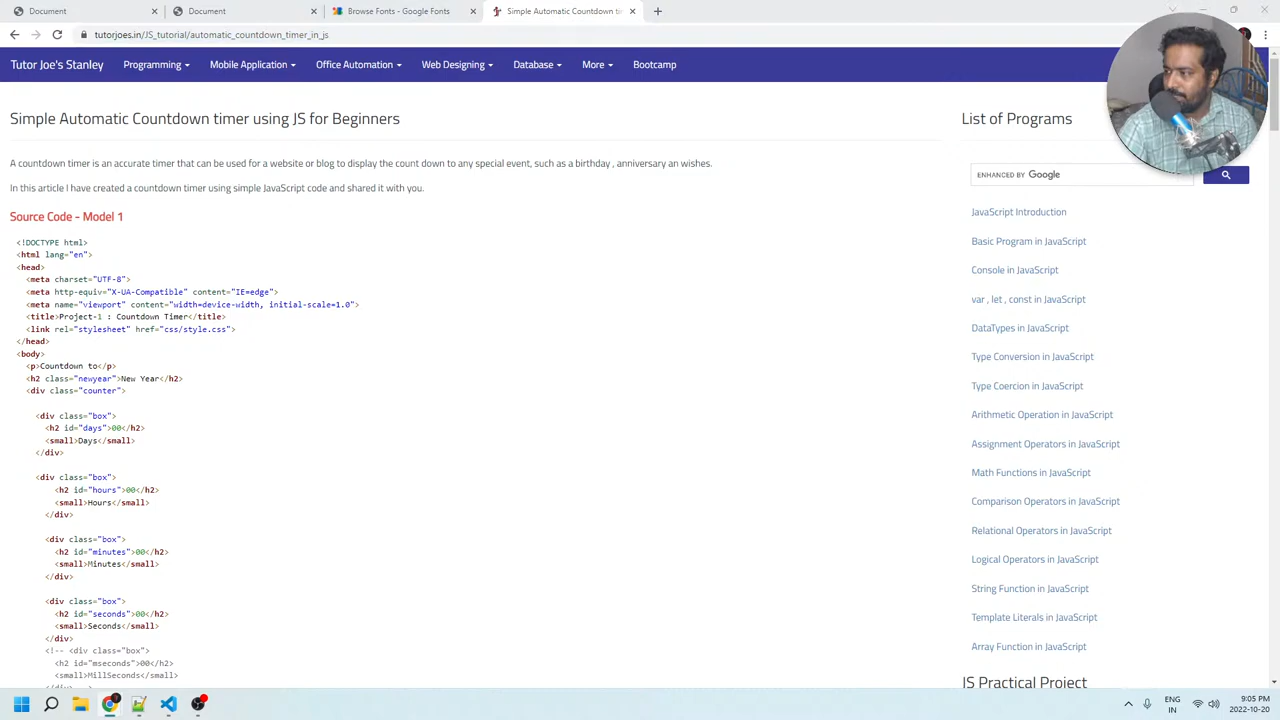 Document
Document
Browse Fonts - Google Fonts
Simple Automatic Countdown tim
tutorjoes.in/JS_tutorial/automatic_countdown_timer_in_js
Tutor Joe's Stanley
Programming
Mobile Application
Office Automation
Web Designing
Database
More
Bootcamp
Simple Automatic Countdown timer using JS for Beginners
A countdown timer is an accurate timer that can be used for a website or blog to display the count down to any special event, such as a birthday , anniversary an wishes.
In this article I have created a countdown timer using simple JavaScript code and shared it with you.
Source Code - Model 1
<!DOCTYPE html>
<html lang="en">
<head>
<meta charset="UTF-8">
<meta http-equiv="X-UA-Compatible" content="IE=edge">
<meta name="viewport" content="width=device-width, initial-scale=1.0">
<title>Project-1 : Countdown Timer</title>
<link rel="stylesheet" href="css/style.css">
</head>
<body>
<p>Countdown to</p>
<h2 class="newyear">New Year</h2>
<div class="counter">
<div class="box">
<h2 id="days">00</h2>
<small>Days</small>
</div>
<div class="box">
<h2 id="hours">00</h2>
<small>Hours</small>
</div>
<div class="box">
<h2 id="minutes">00</h2>
<small>Minutes</small>
</div>
<div class="box">
<h2 id="seconds">00</h2>
<small>Seconds</small>
</div>
<!-- <div class="box">
<h2 id="mseconds">00</h2>
<small>MillSeconds</small>
List of Programs
ENHANCED BY Google
JavaScript Introduction
Basic Program in JavaScript
Console in JavaScript
var , let , const in JavaScript
DataTypes in JavaScript
Type Conversion in JavaScript
Type Coercion in JavaScript
Arithmetic Operation in JavaScript
Assignment Operators in JavaScript
Math Functions in JavaScript
Comparison Operators in JavaScript
Relational Operators in JavaScript
Logical Operators in JavaScript
String Function in JavaScript
Template Literals in JavaScript
Array Function in JavaScript
JS Practical Project
ENG
IN
9:05 PM
2022-10-20